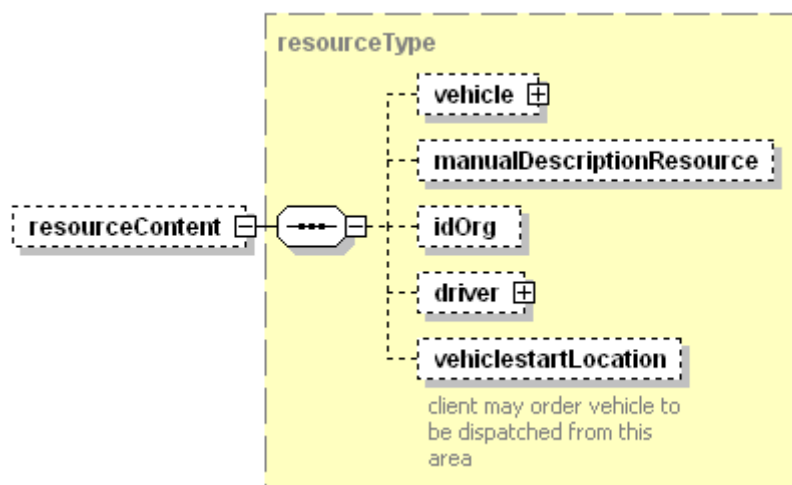 resourceType
vehicle
manualDescriptionResource
resourceContent
idOrg
driver
vehiclestartLocation
client may order vehicle to
be dispatched from this
area